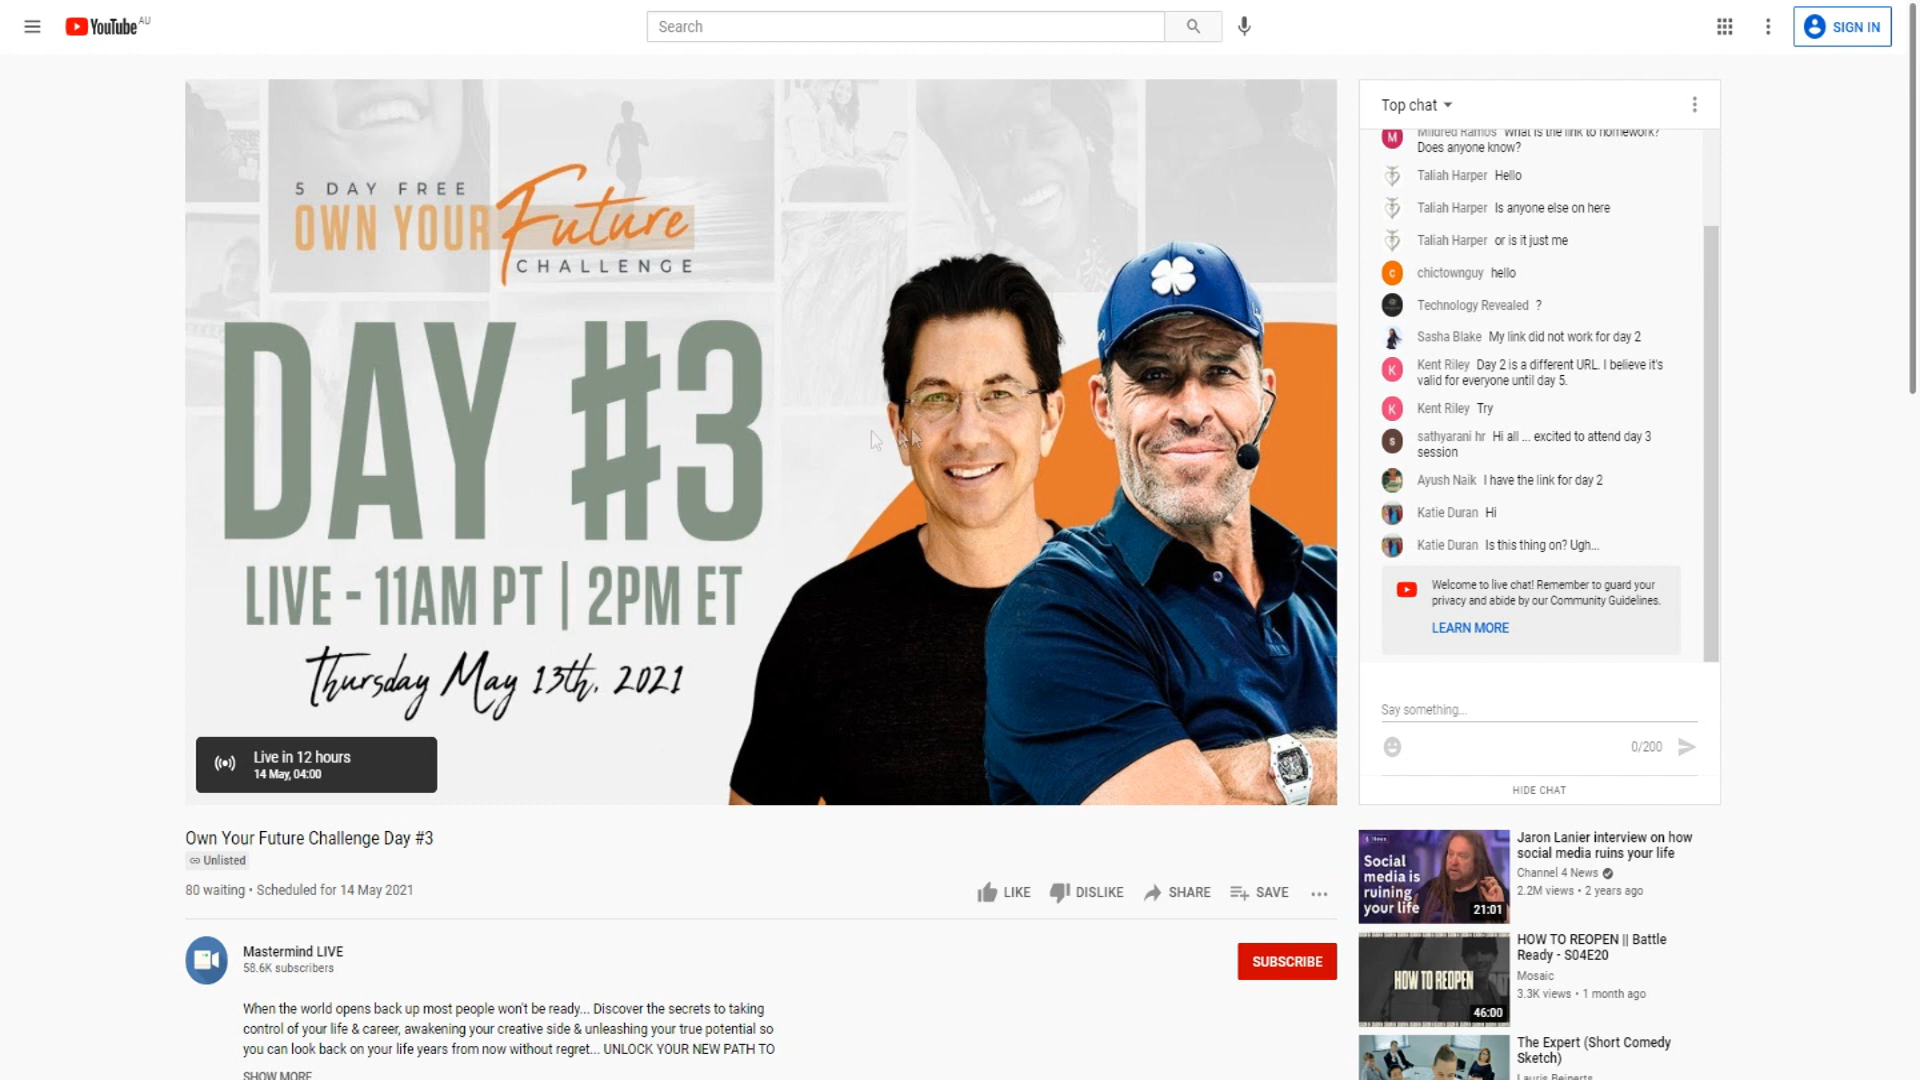 YouTube AU
Search
SIGN IN
5 DAY FREE
OWN YOUR Future
CHALLENGE
DAY #3
LIVE - 11AM PT | 2PM ET
Thursday May 13th, 2021
Live in 12 hours
14 May, 04:00
Top chat
Mildred Ramos What is the link to homework?
Does anyone know?
Taliah Harper Hello
Taliah Harper Is anyone else on here
Taliah Harper or is it just me
chictownguy hello
Technology Revealed ?
Sasha Blake My link did not work for day 2
Kent Riley Day 2 is a different URL. I believe it's
valid for everyone until day 5.
Kent Riley Try
sathyarani hr Hi all ... excited to attend day 3
session
Ayush Naik I have the link for day 2
Katie Duran Hi
Katie Duran Is this thing on? Ugh...
Welcome to live chat! Remember to guard your
privacy and abide by our Community Guidelines.
LEARN MORE
Say something...
0/200
HIDE CHAT
Own Your Future Challenge Day #3
Unlisted
80 waiting • Scheduled for 14 May 2021
LIKE DISLIKE SHARE SAVE
Mastermind LIVE
58.6K subscribers
SUBSCRIBE
When the world opens back up most people won't be ready... Discover the secrets to taking
control of your life & career, awakening your creative side & unleashing your true potential so
you can look back on your life years from now without regret... UNLOCK YOUR NEW PATH TO
SHOW MORE
News
Social
media is
ruining
your life
21:01
Jaron Lanier interview on how
social media ruins your life
Channel 4 News
2.2M views • 2 years ago
HOW TO REOPEN
46:00
HOW TO REOPEN || Battle
Ready - S04E20
Mosaic
3.3K views • 1 month ago
The Expert (Short Comedy
Sketch)
Lauris Beinerts